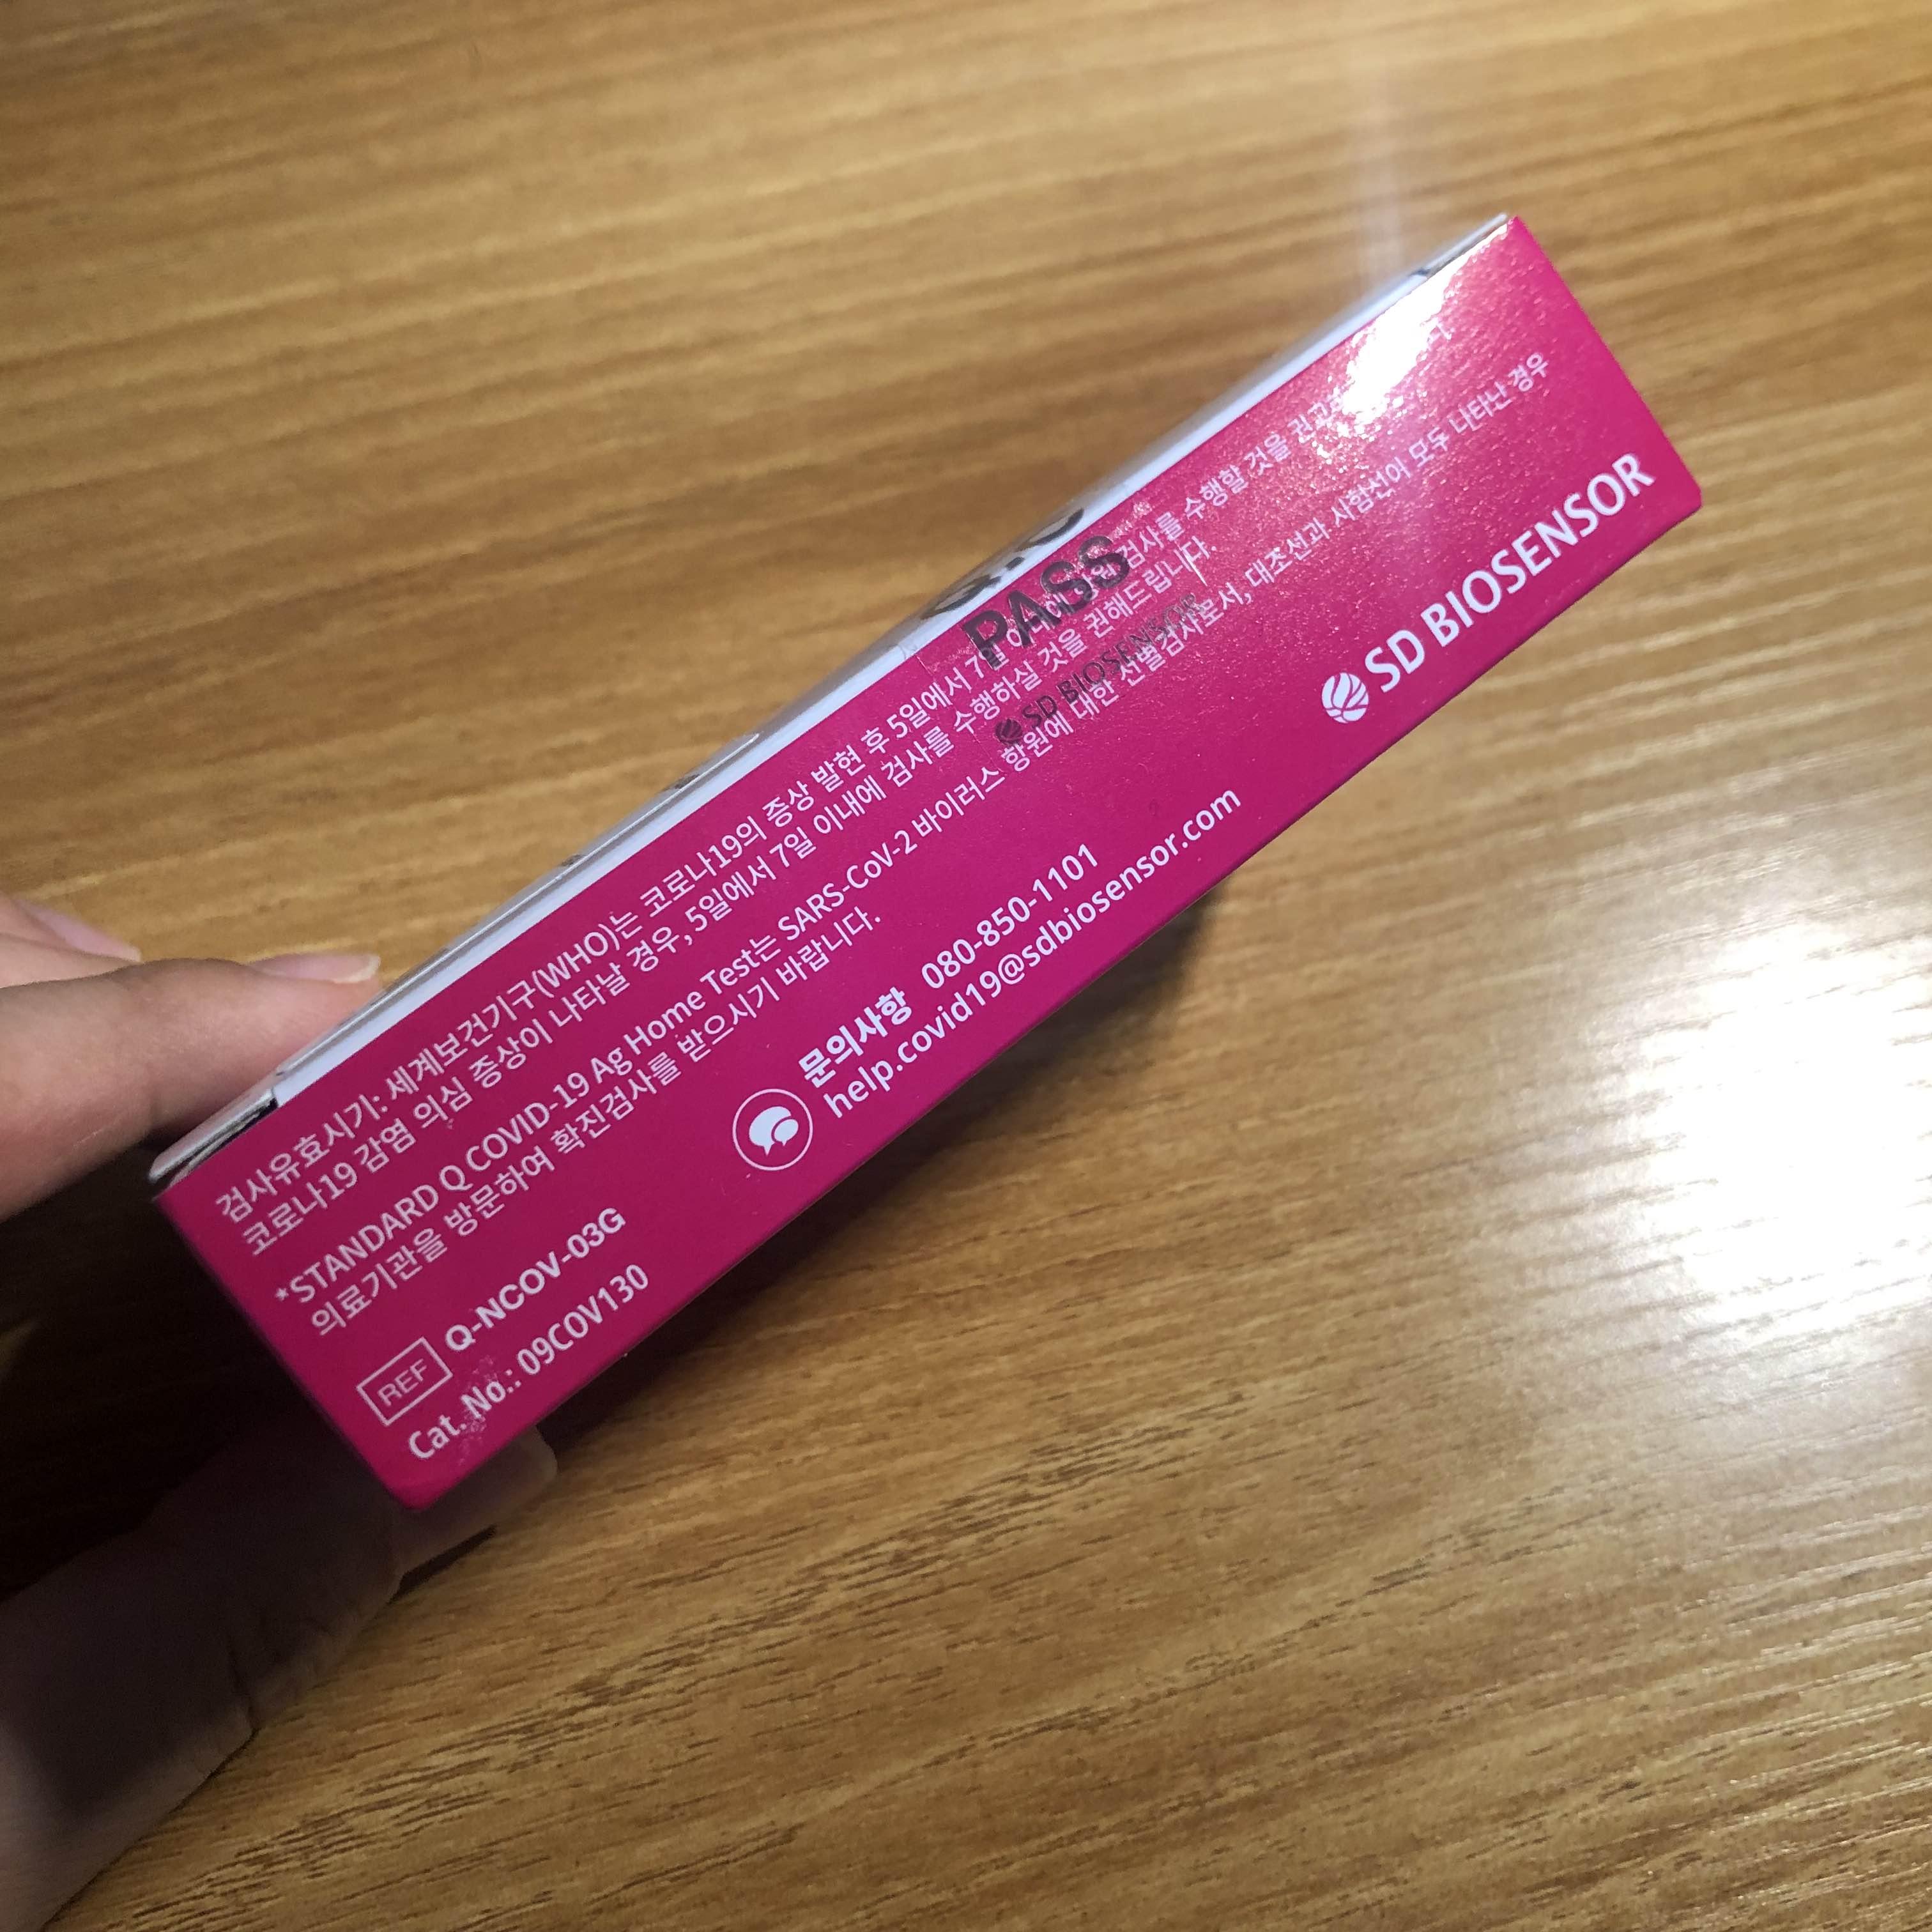 검사유효시기: 세계보건기구(WHO)는 코로나19의 증상 발현 후 5일에서 7일 이내에 검사를 수행할 것을
코로나19 감염 의심 증상이 나타날 경우, 5일에서 7일 이내에 검사를 수행하실 것을 권해드립니다.
*STANDARD Q COVID-19 Ag Home Test는 SARS-CoV-2 바이러스 항원에 대한 선별검사로서, 대조선과 시험선이 모두 나타난 경우
의료기관을 방문하여 확진검사를 받으시기 바랍니다.
PASS
SD BIOSENSOR
REF Q-NCOV-03G
Cat. No.: 09COV130
문의사항 080-850-1101
help.covid19@sdbiosensor.com
SD BIOSENSOR